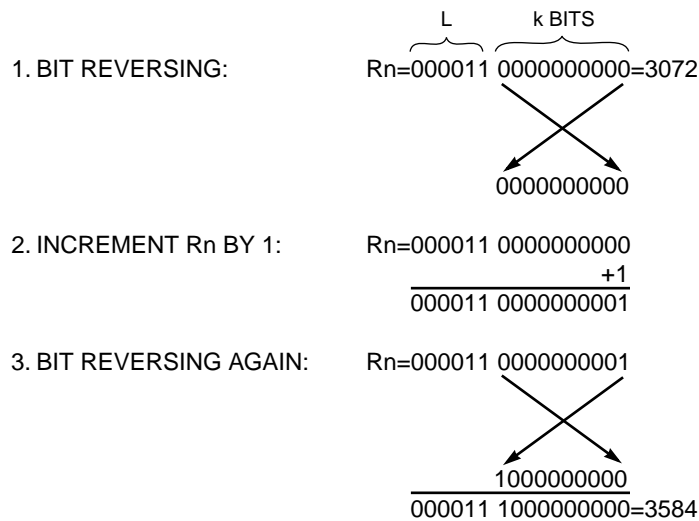 L k BITS
1. BIT REVERSING: Rn=000011 0000000000=3072
0000000000
2. INCREMENT Rn BY 1: Rn=000011 0000000000
+1
000011 0000000001
3. BIT REVERSING AGAIN: Rn=000011 0000000001
1000000000
000011 1000000000=3584